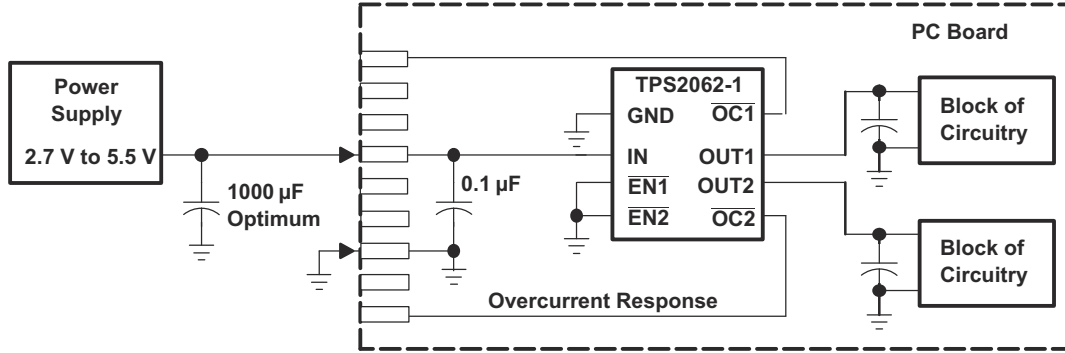 PC Board
Power
Supply
2.7 V to 5.5 V
1000 µF
Optimum
0.1 µF
TPS2062-1
GND
OC1
IN
OUT1
EN1
OUT2
EN2
OC2
Block of
Circuitry
Block of
Circuitry
Overcurrent Response